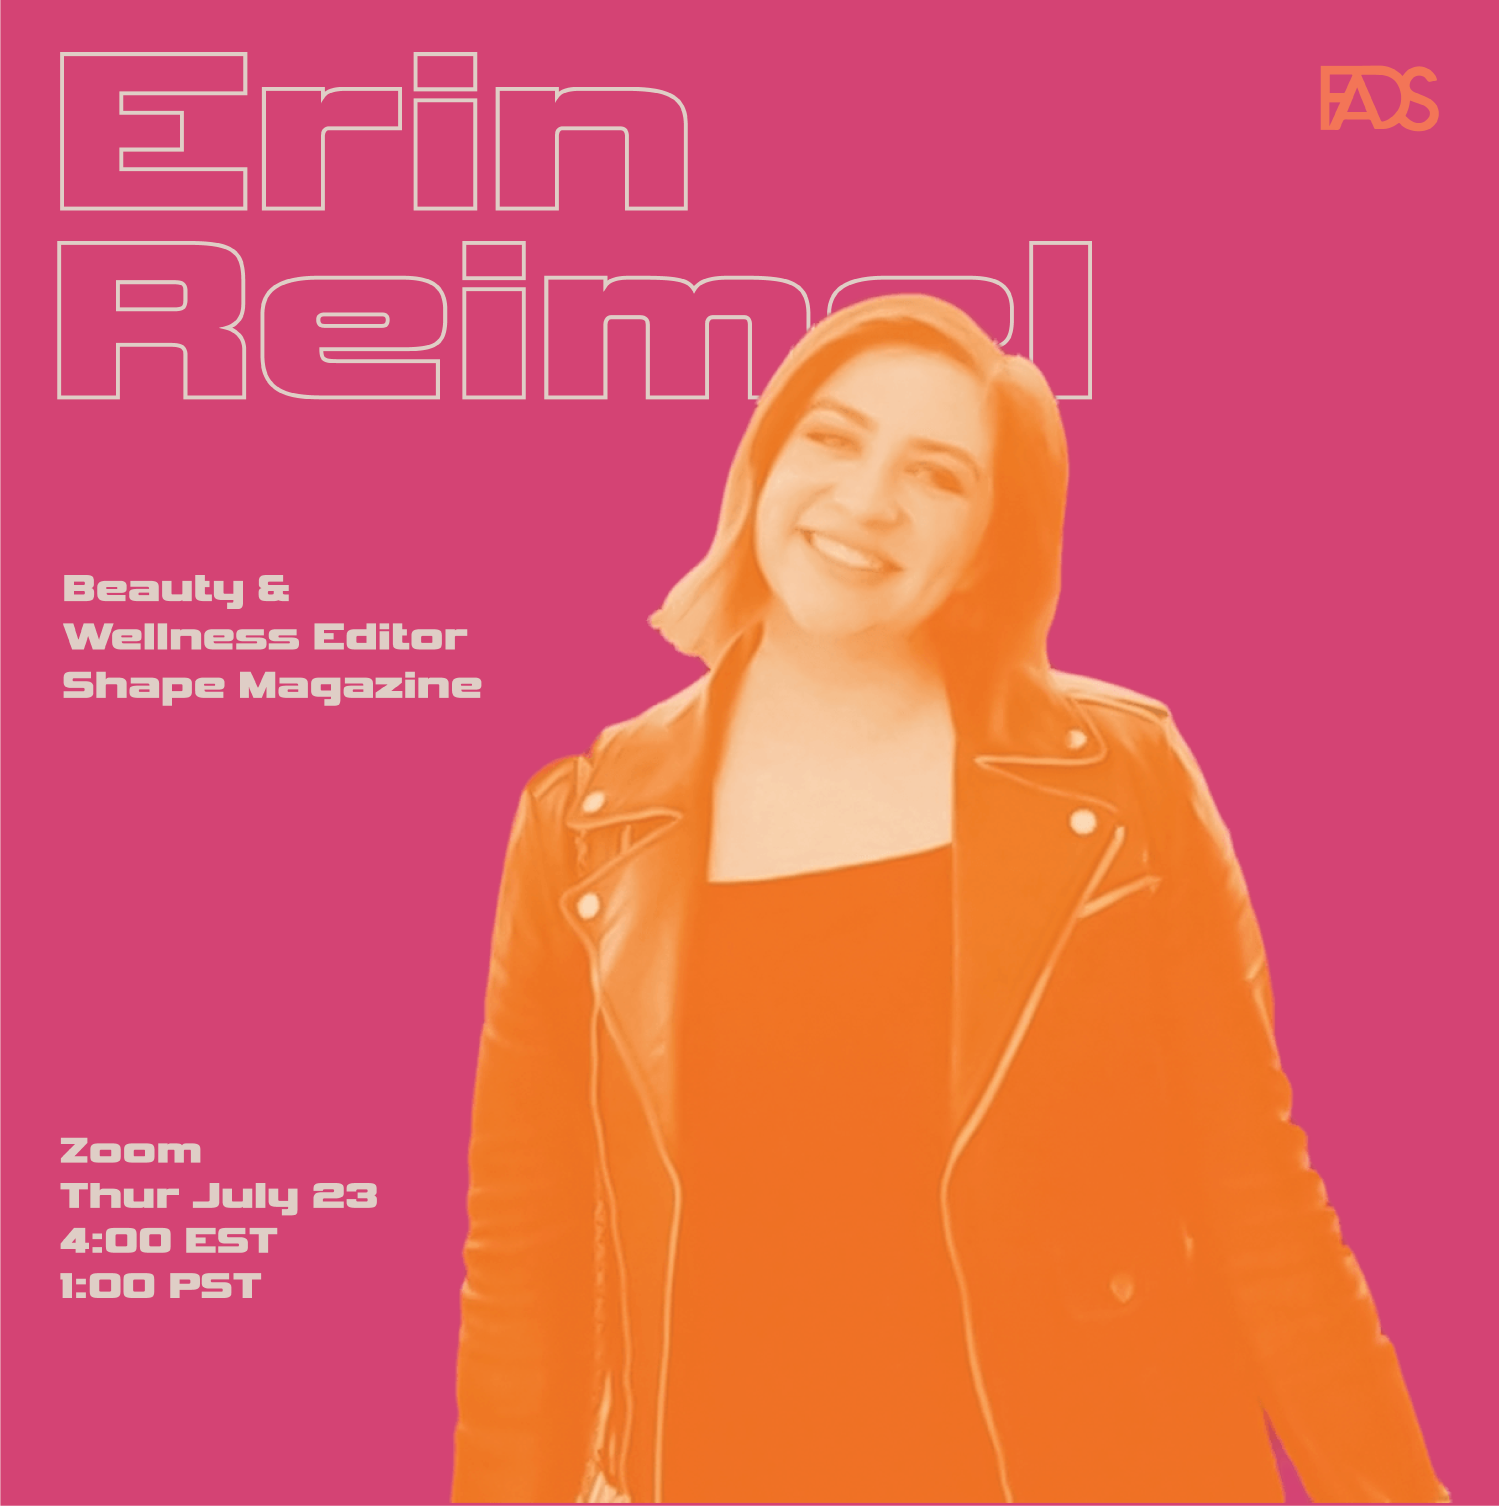 Erin
FADS
Reimel
Beauty &
Wellness Editor
Shape Magazine
Zoom
Thur July 23
4:00 EST
1:00 PST